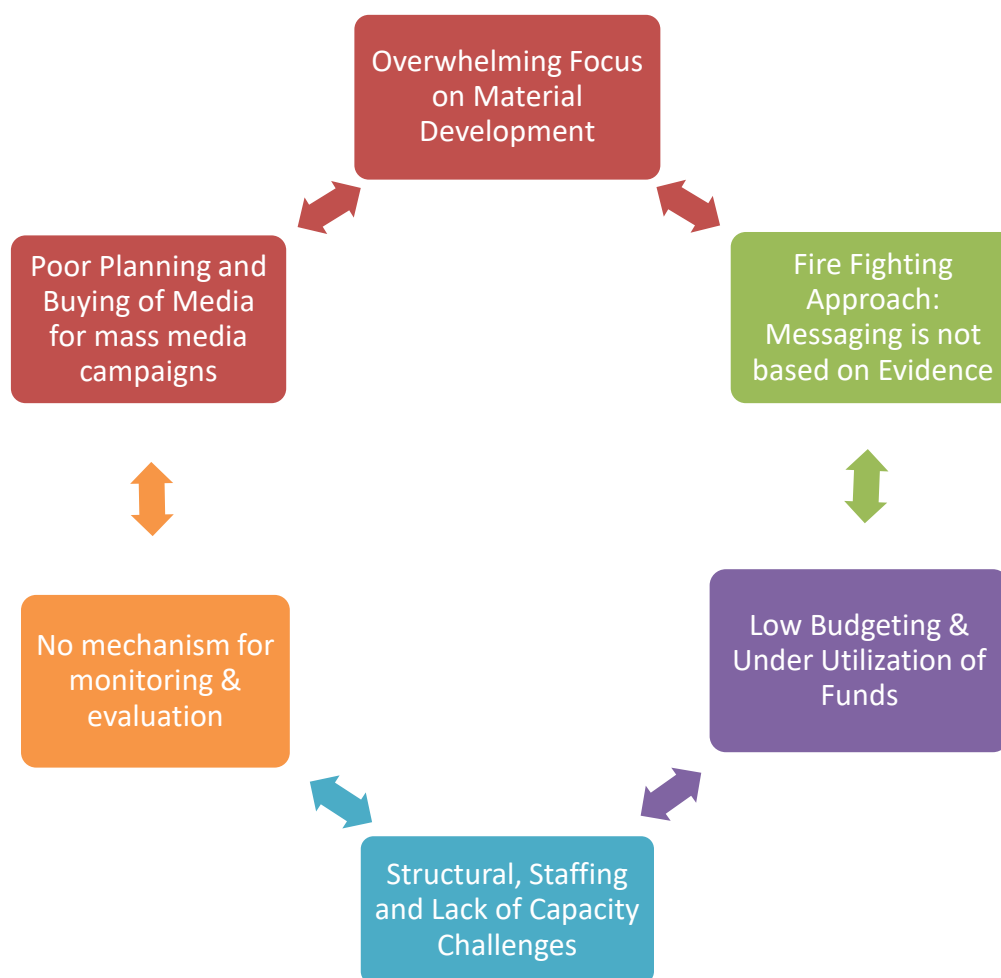 Overwhelming Focus
on Material
Development
Poor Planning and
Buying of Media
for mass media
campaigns
Fire Fighting
Approach:
Messaging is not
based on Evidence
No mechanism for
monitoring &
evaluation
Low Budgeting &
Under Utilization of
Funds
Structural, Staffing
and Lack of Capacity
Challenges